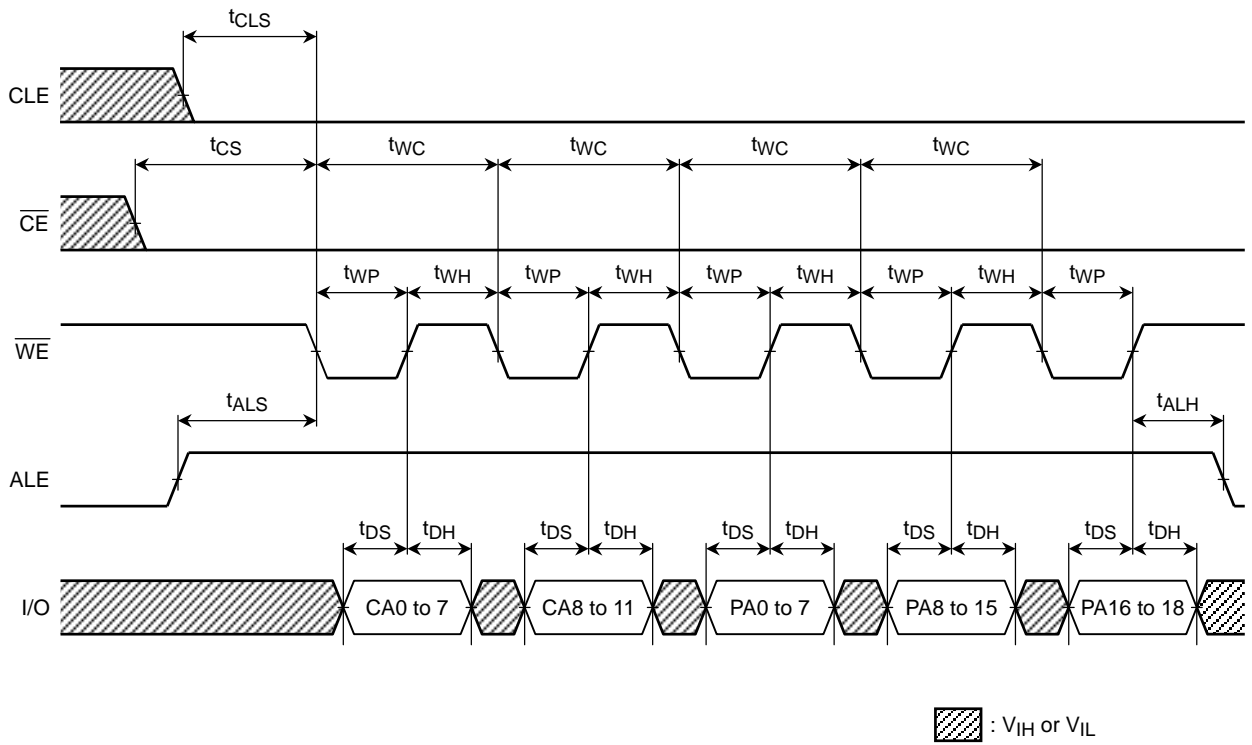 tCLS
CLE
tCS tWC tWC tWC tWC
CE
tWP tWH tWP tWH tWP tWH tWP tWH tWP
WE
tALS tALH
ALE
tDS tDH tDS tDH tDS tDH tDS tDH tDS tDH
I/O CA0 to 7 CA8 to 11 PA0 to 7 PA8 to 15 PA16 to 18
: VIH or VIL